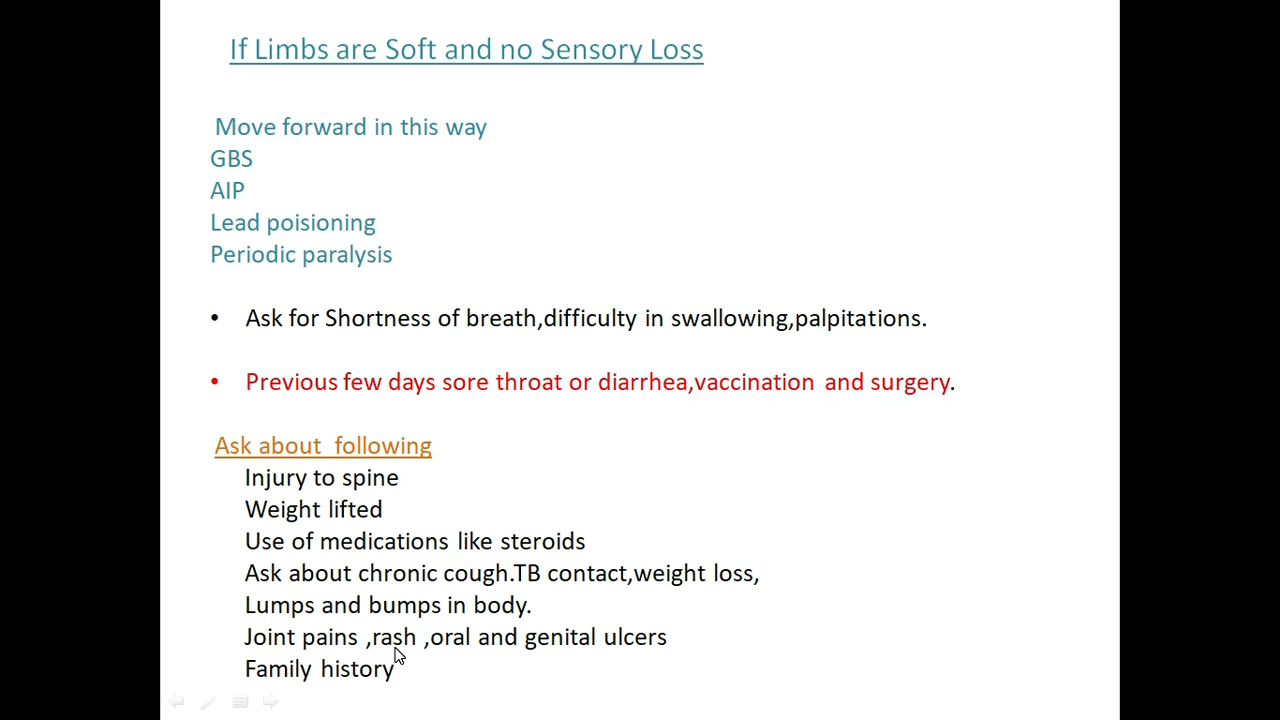 If Limbs are Soft and no Sensory Loss
Move forward in this way
GBS
AIP
Lead poisioning
Periodic paralysis
• Ask for Shortness of breath,difficulty in swallowing,palpitations.
• Previous few days sore throat or diarrhea,vaccination and surgery.
Ask about following
Injury to spine
Weight lifted
Use of medications like steroids
Ask about chronic cough.TB contact,weight loss,
Lumps and bumps in body.
Joint pains ,rash ,oral and genital ulcers
Family history